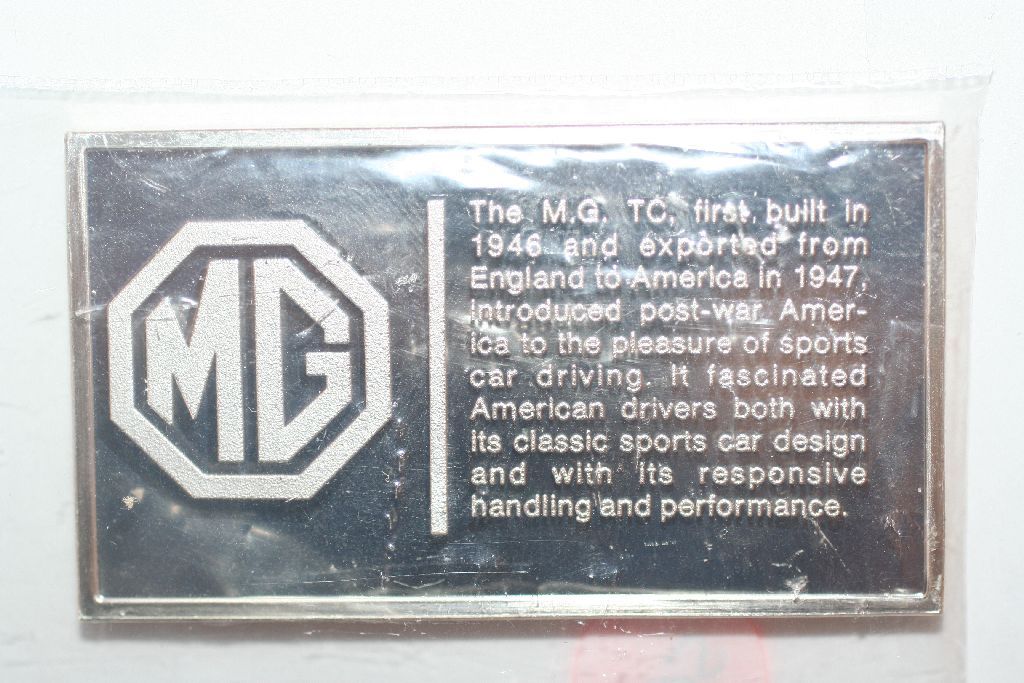 MG
The M.G. TC, first built in
1946 and exported from
England to America in 1947,
introduced post-war Amer-
ica to the pleasure of sports
car driving. It fascinated
American drivers both with
its classic sports car design
and with its responsive
handling and performance.